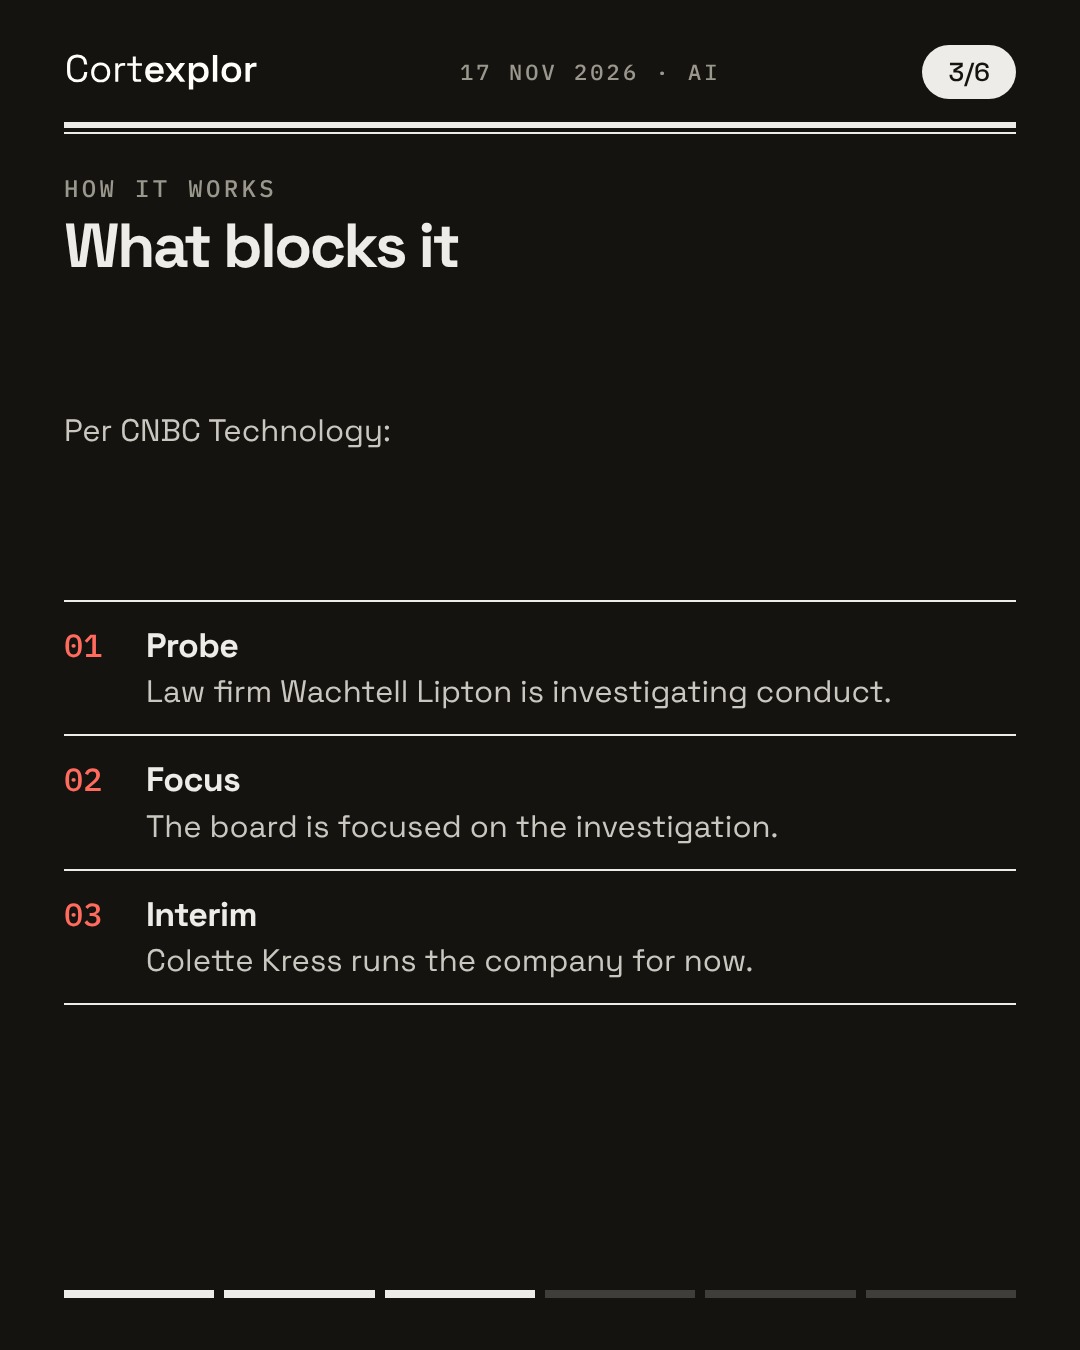 Cortexplor
17 NOV 2026 · AI
3/6
HOW IT WORKS
What blocks it
Per CNBC Technology:
01 Probe
Law firm Wachtell Lipton is investigating conduct.
02 Focus
The board is focused on the investigation.
03 Interim
Colette Kress runs the company for now.